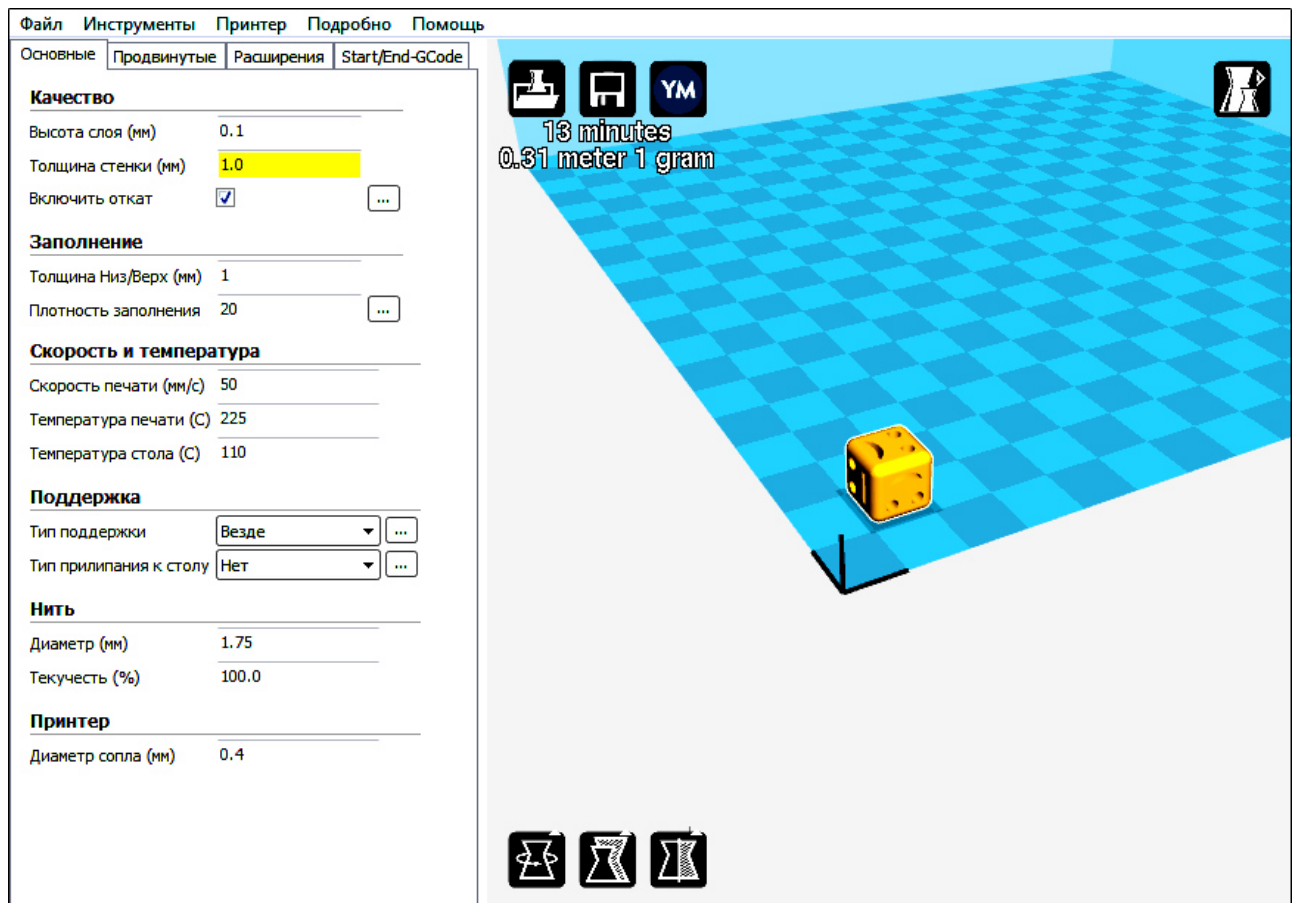 Файл Инструменты Принтер Подробно Помощь
Основные Продвинутые Расширения Start/End-GCode
Качество
Высота слоя (мм) 0.1
Толщина стенки (мм) 1.0
Включить откат ...
Заполнение
Толщина Низ/Верх (мм) 1
Плотность заполнения 20 ...
Скорость и температура
Скорость печати (мм/с) 50
Температура печати (C) 225
Температура стола (C) 110
Поддержка
Тип поддержки Везде ...
Тип прилипания к столу Нет ...
Нить
Диаметр (мм) 1.75
Текучесть (%) 100.0
Принтер
Диаметр сопла (мм) 0.4
YM
13 minutes
0.31 meter 1 gram